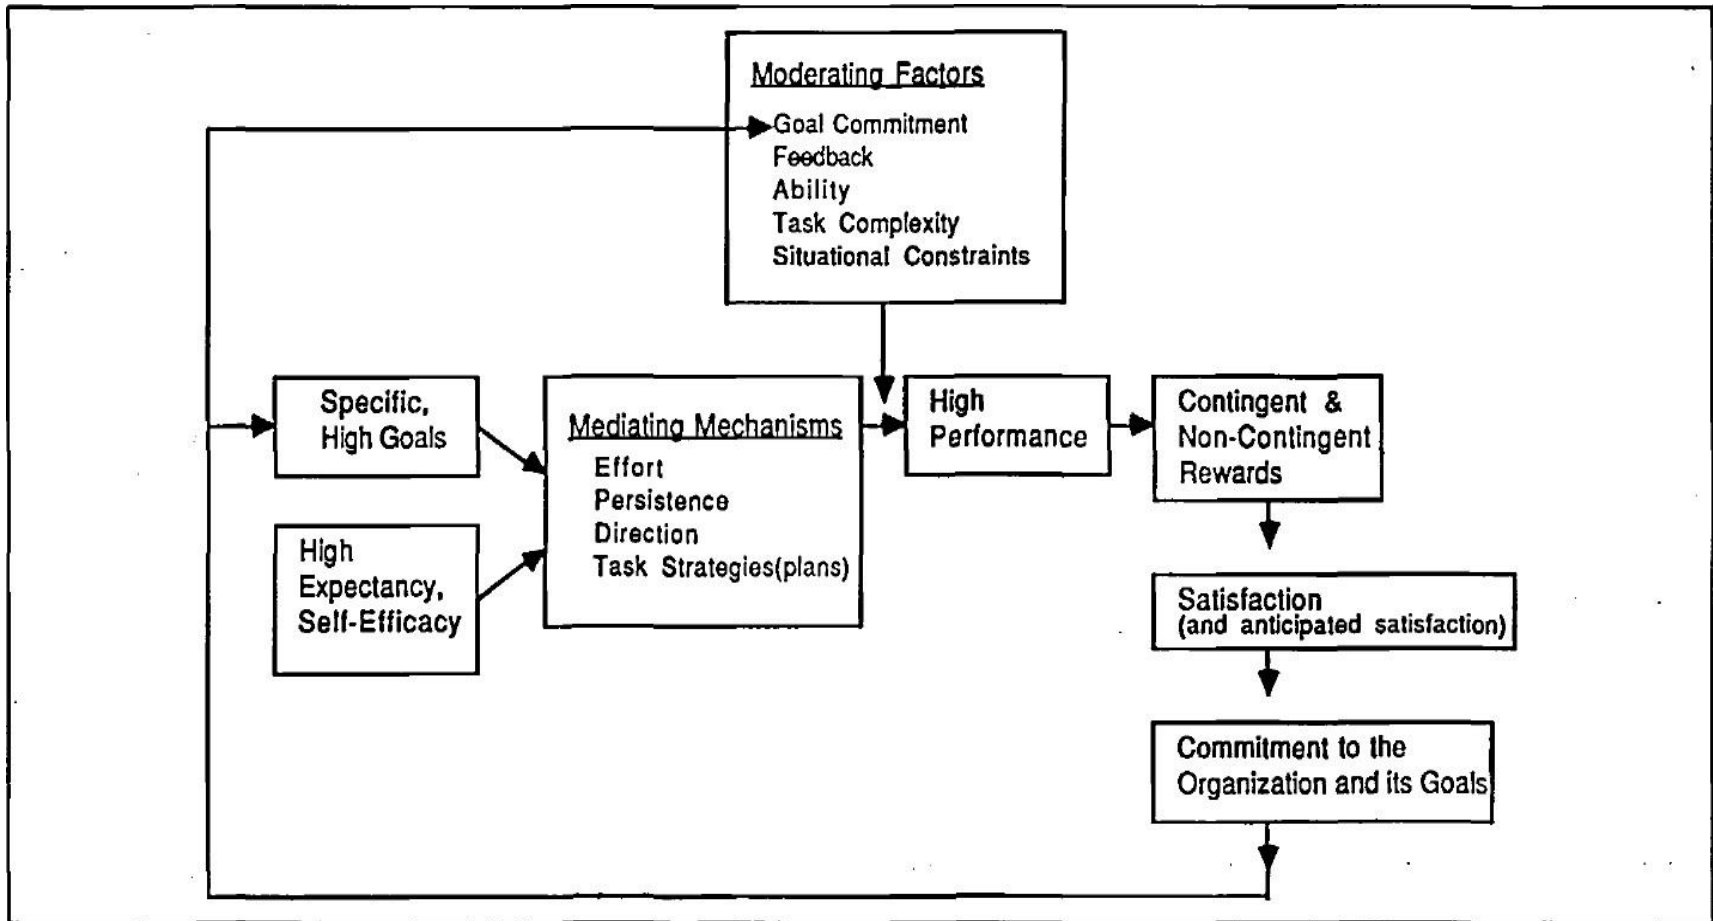 Moderating Factors
Goal Commitment
Feedback
Ability
Task Complexity
Situational Constraints
Specific,
High Goals
High
Expectancy,
Self-Efficacy
Mediating Mechanisms
Effort
Persistence
Direction
Task Strategies(plans)
High
Performance
Contingent &
Non-Contingent
Rewards
Satisfaction
(and anticipated satisfaction)
Commitment to the
Organization and its Goals